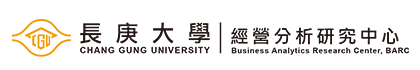 CGU
長庚大學
CHANG GUNG UNIVERSITY
經營分析研究中心
Business Analytics Research Center, BARC